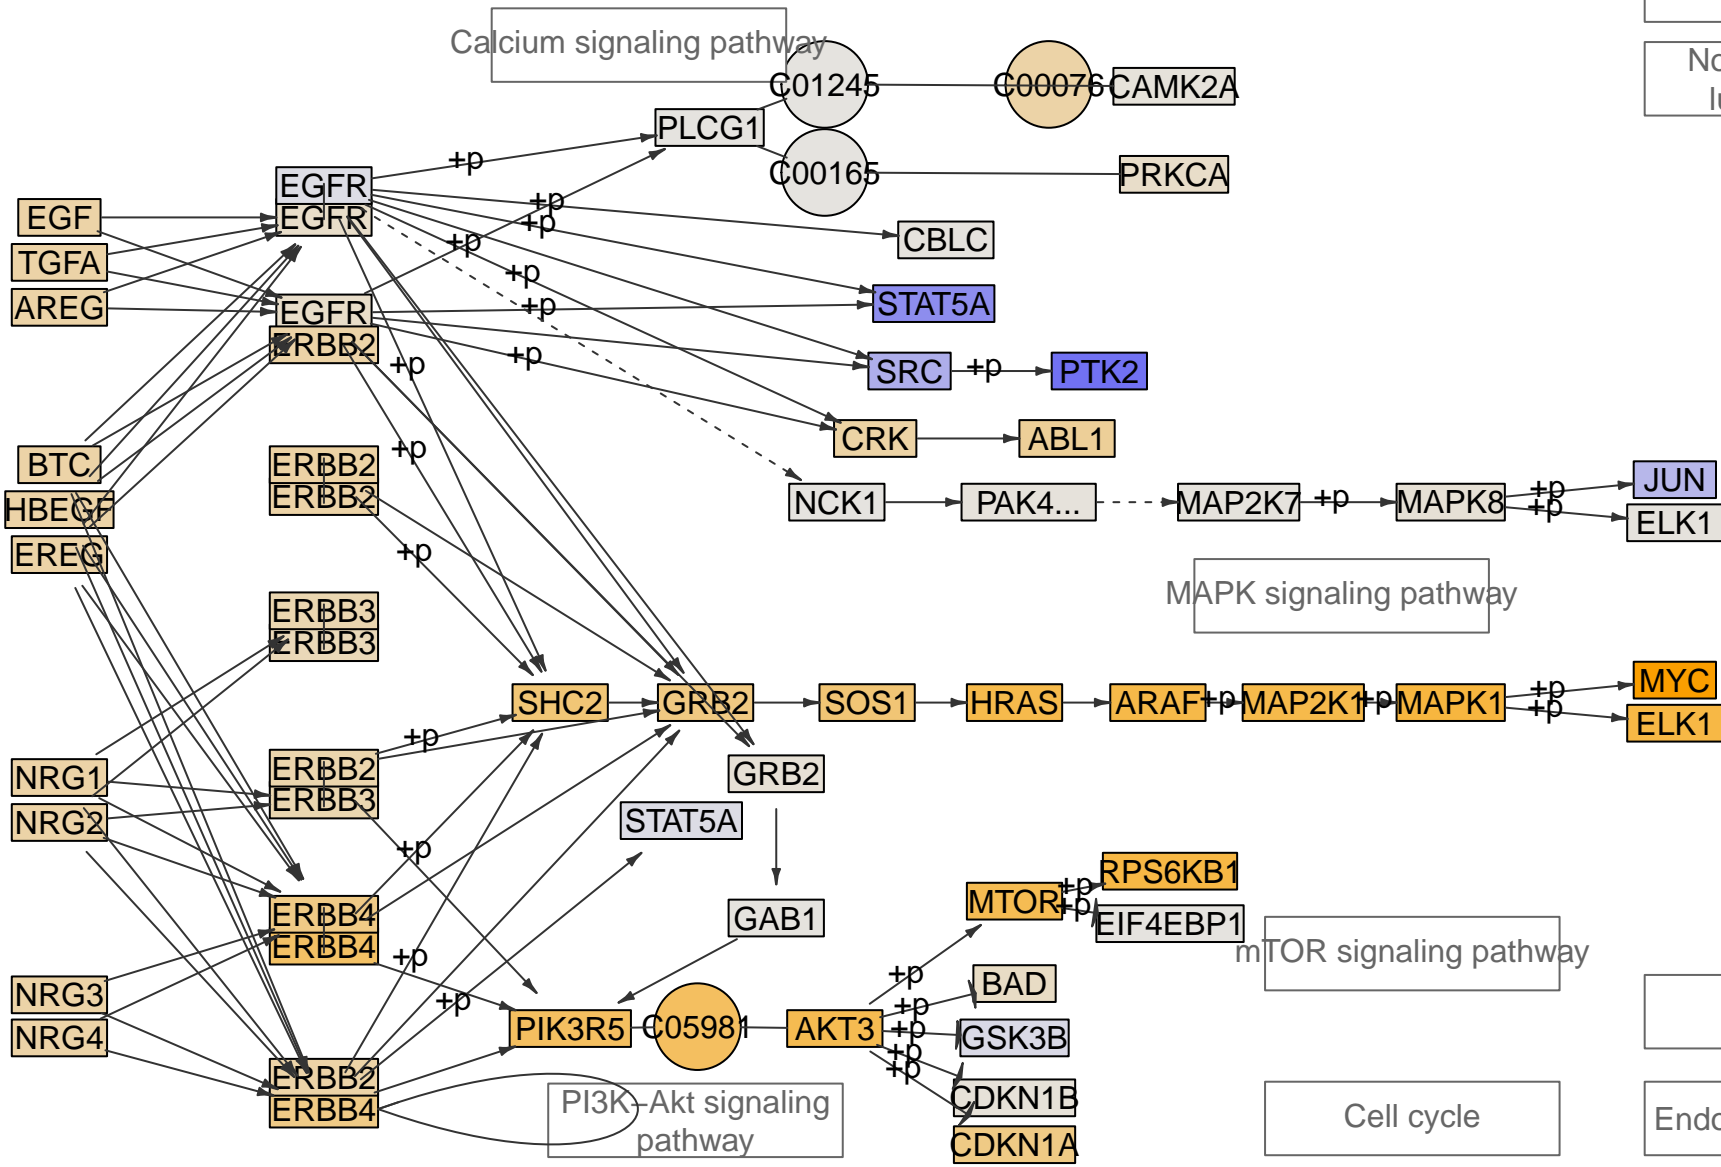 Calcium signaling pathway
C01245
C00076
CAMK2A
No
PLCG1
C00165
PRKCA
+p
EGFR
EGFR
EGF
TGFA
AREG
+p
+p
+p
+p
+p
+p
CBLC
EGFR
ERBB2
STAT5A
+p
SRC
+p
PTK2
CRK
ABL1
+p
BTC
HBEGF
EREG
ERBB2
ERBB2
NCK1
PAK4...
MAP2K7
+p
MAPK8
+p
+p
JUN
ELK1
+p
MAPK signaling pathway
ERBB3
ERBB3
SHC2
GRB2
SOS1
HRAS
ARAF
+p
MAP2K1
+p
MAPK1
+p
+p
MYC
ELK1
+p
NRG1
NRG2
ERBB2
ERBB3
GRB2
STAT5A
+p
MTOR
+p
+p
RPS6KB1
EIF4EBP1
ERBB4
ERBB4
GAB1
mTOR signaling pathway
+p
+p
NRG3
NRG4
PIK3R5
C05981
AKT3
+p
+p
+p
+p
+p
BAD
GSK3B
CDKN1B
CDKN1A
ERBB2
ERBB4
PI3K–Akt signaling
pathway
Cell cycle
Endo